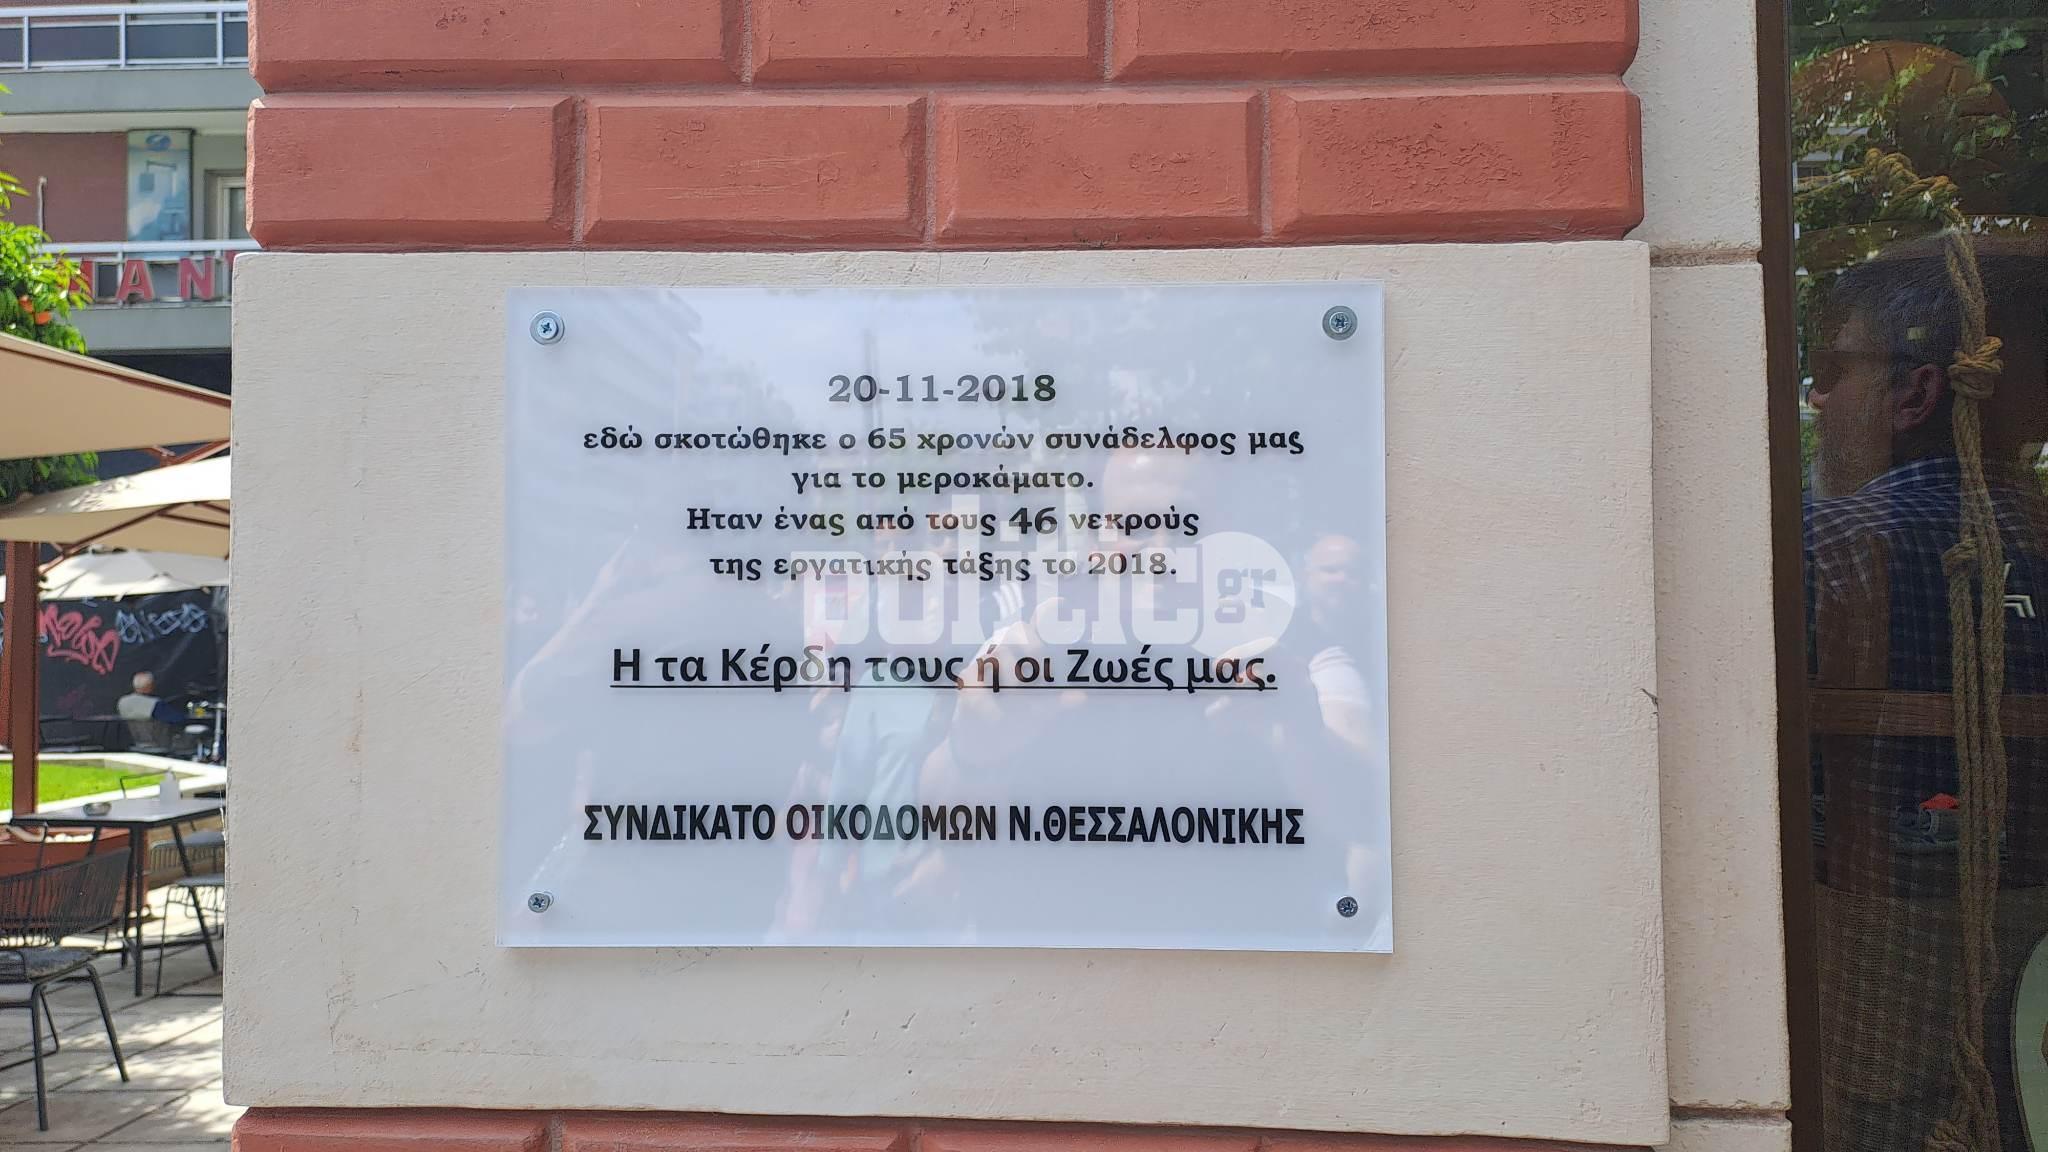 20-11-2018
εδώ σκοτώθηκε ο 65 χρονών συνάδελφος μας
για το μεροκάματο.
Ηταν ένας από τους 46 νεκρούς
της εργατικής τάξης το 2018.
politic gr
Η τα Κέρδη τους ή οι Ζωές μας.
ΣΥΝΔΙΚΑΤΟ ΟΙΚΟΔΟΜΩΝ Ν.ΘΕΣΣΑΛΟΝΙΚΗΣ